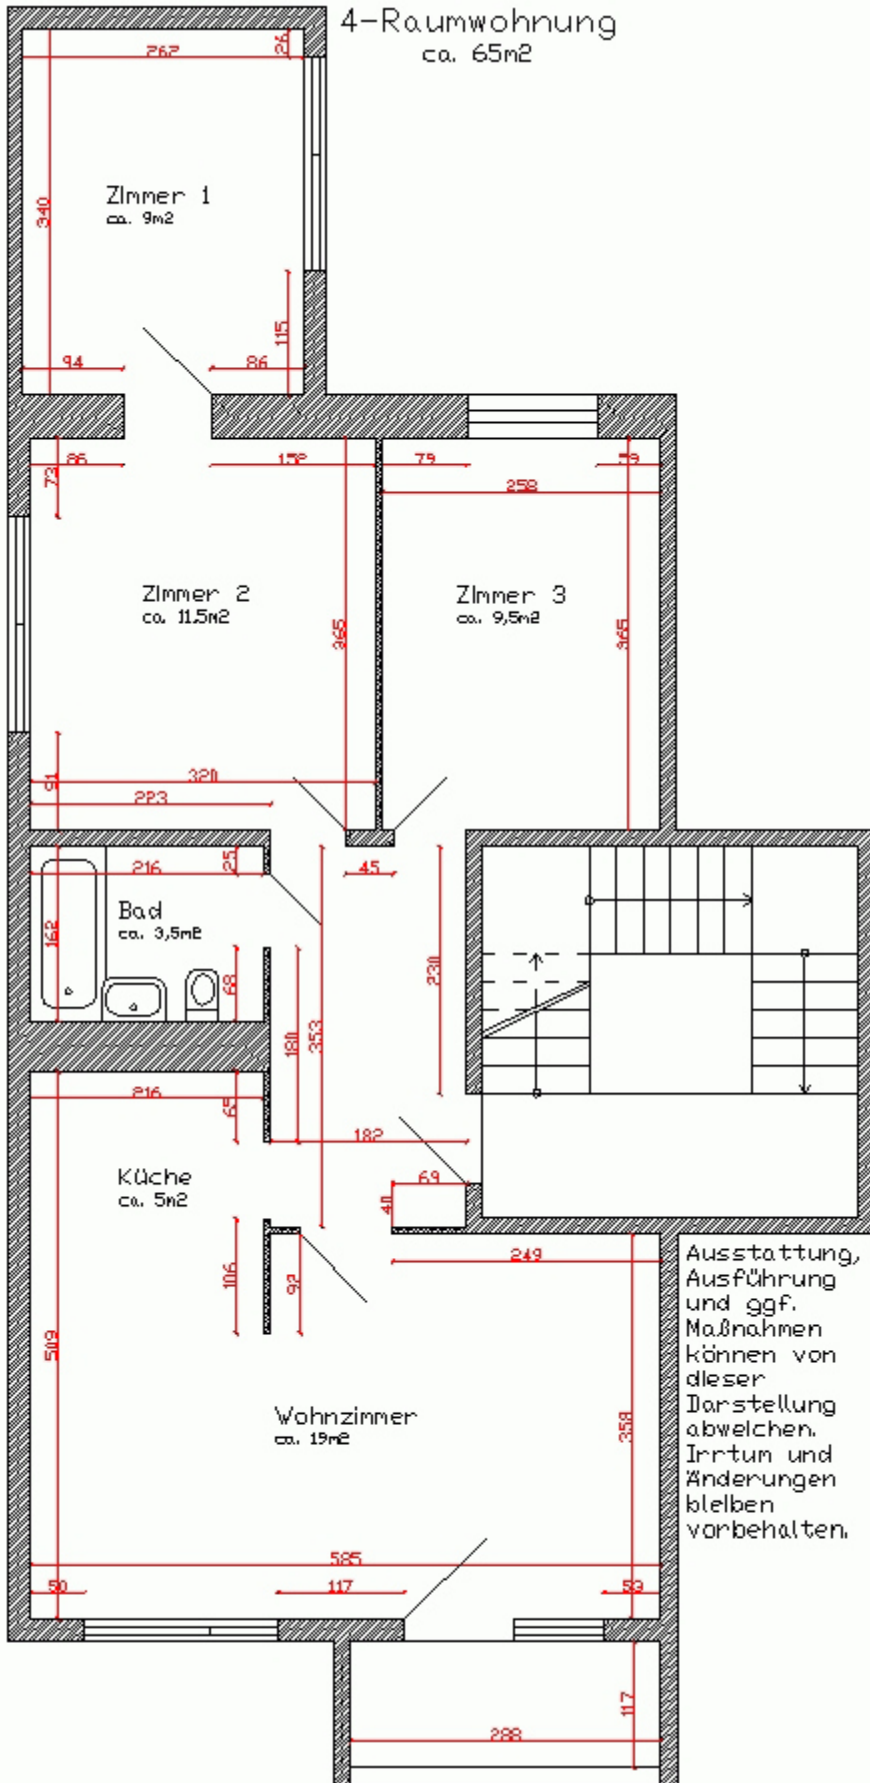 4-Raumwohnung
ca. 65m2
26
262
340
Zimmer 1
ca. 9m2
115
94
86
86
152
79
59
73
258
Zimmer 2
ca. 11.5m2
Zimmer 3
ca. 9,5m2
365
365
91
320
223
216
25
45
Bad
ca. 3,5m2
162
68
230
180
353
216
65
182
Küche
ca. 5m2
69
40
249
106
92
509
Wohnzimmer
ca. 19m2
358
585
50
117
59
288
117
Ausstattung,
Ausführung
und ggf.
Maßnahmen
können von
dieser
Darstellung
abweichen.
Irrtum und
Änderungen
bleiben
vorbehalten.